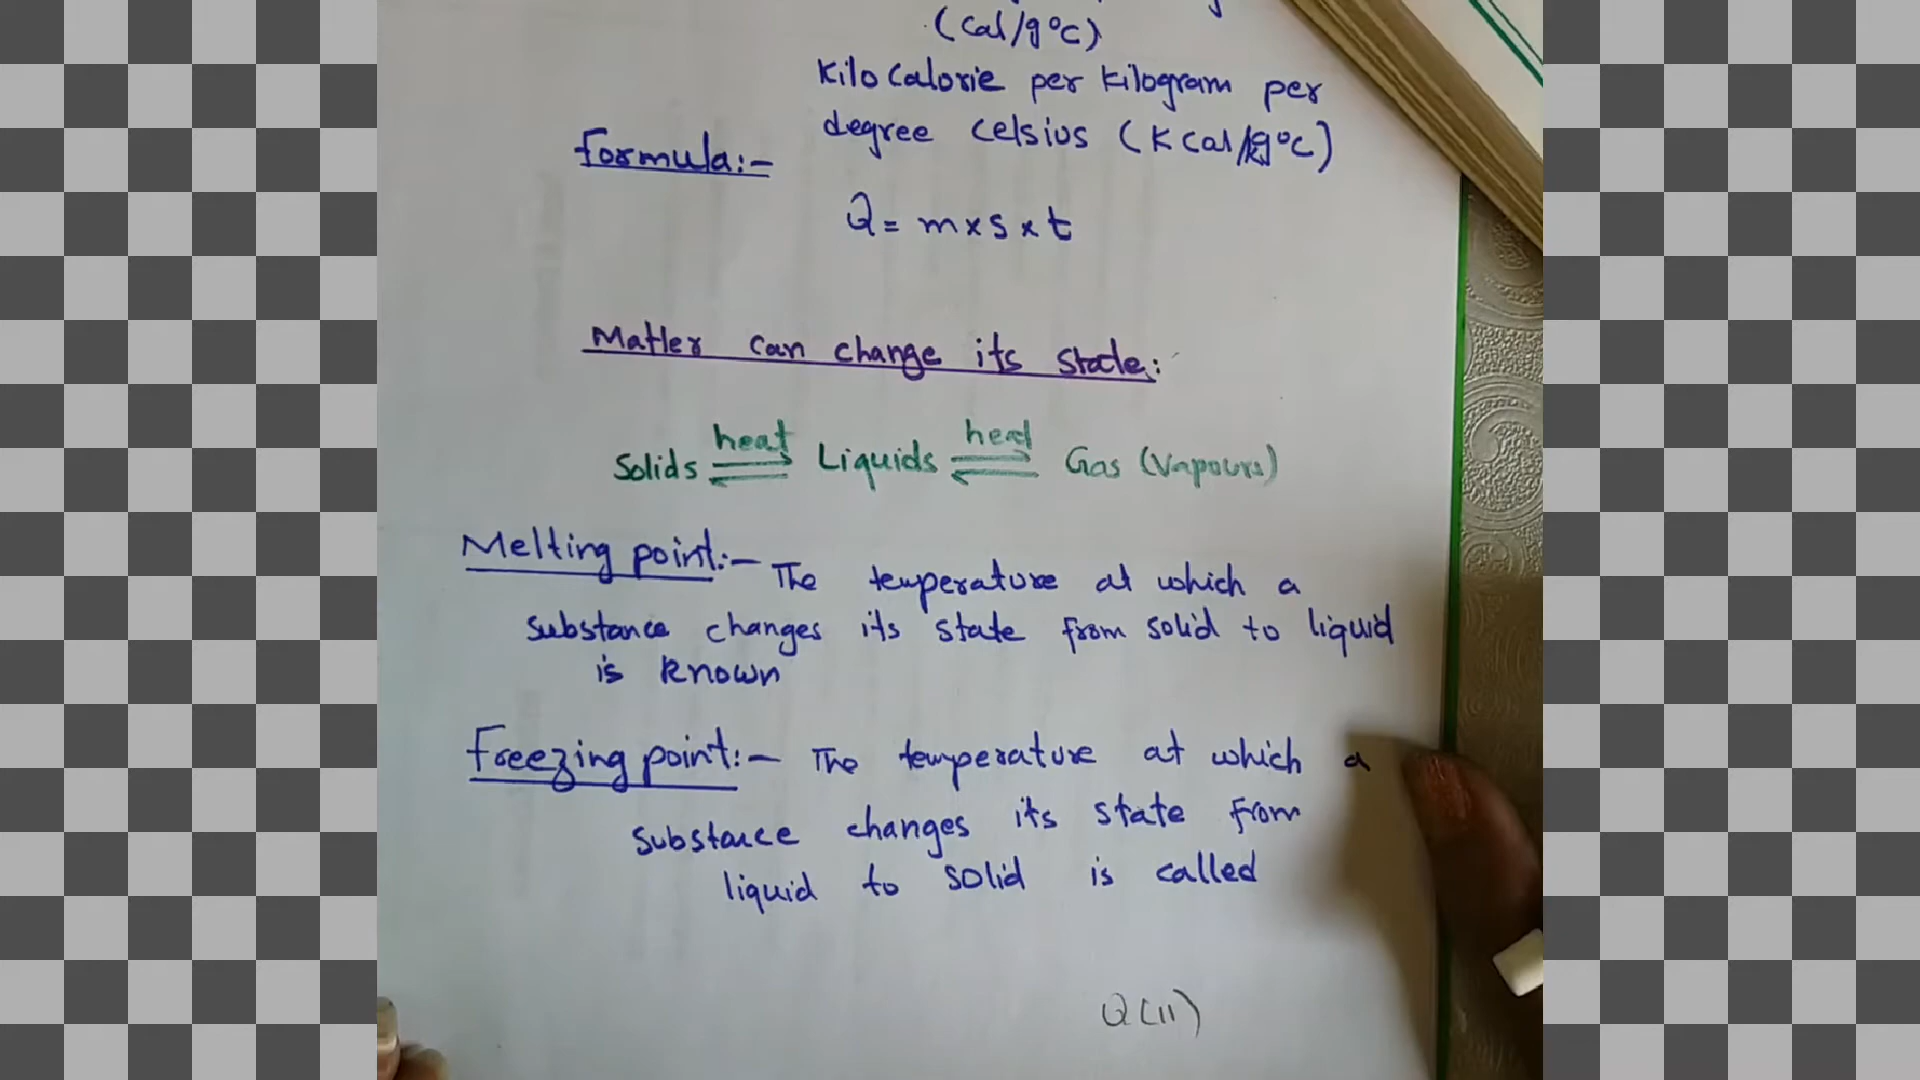 (Cal/g°c)
Kilo Calorie per kilogram per
degree celsius (K Cal/kg°c)
Formula:-
Q = m×s×t
Matter can change its state:
heat heat
Solids ⇌ Liquids ⇌ Gas (Vapours)
Melting point:- The temperature at which a
substance changes its state from solid to liquid
is known
Freezing point:- The temperature at which a
substance changes its state from
liquid to solid is called
Q(11)